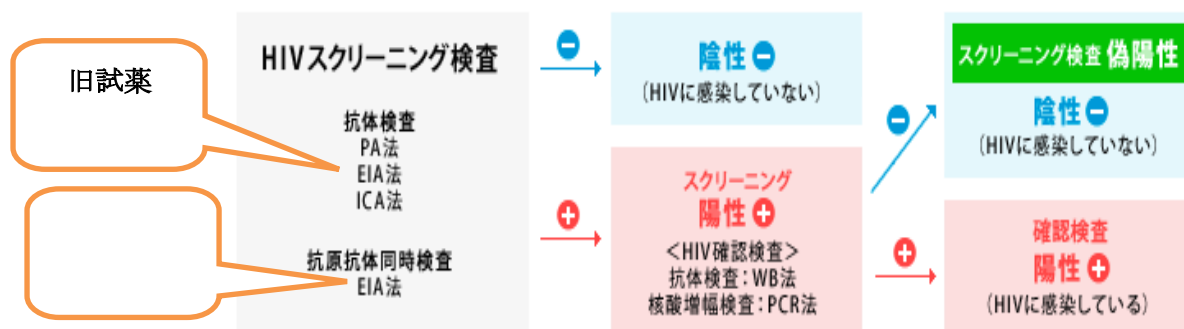 旧試薬
HIVスクリーニング検査
抗体検査
PA法
EIA法
ICA法
抗原抗体同時検査
EIA法
陰性
(HIVに感染していない)
スクリーニング
陽性
<HIV確認検査>
抗体検査:WB法
核酸増幅検査:PCR法
スクリーニング検査 偽陽性
陰性
(HIVに感染していない)
確認検査
陽性
(HIVに感染している)